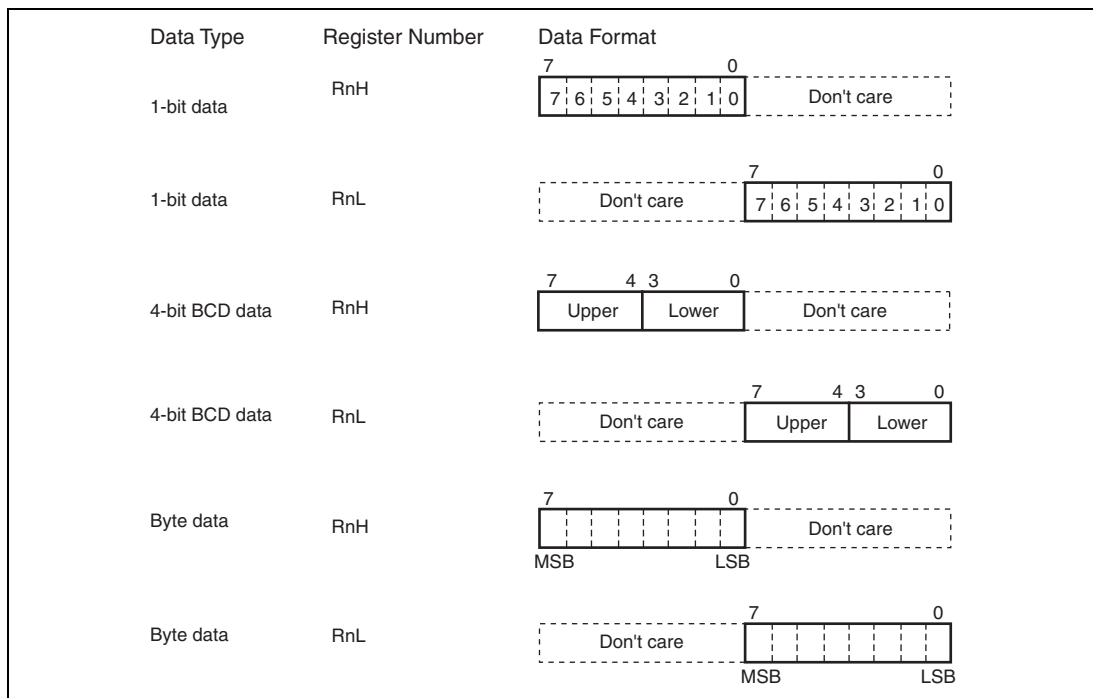 Data Type Register Number Data Format
7 0
1-bit data RnH 7 6 5 4 3 2 1 0 Don't care
7 0
1-bit data RnL Don't care 7 6 5 4 3 2 1 0
7 4 3 0
4-bit BCD data RnH Upper Lower Don't care
7 4 3 0
4-bit BCD data RnL Don't care Upper Lower
7 0
Byte data RnH Don't care
MSB LSB
7 0
Byte data RnL Don't care
MSB LSB